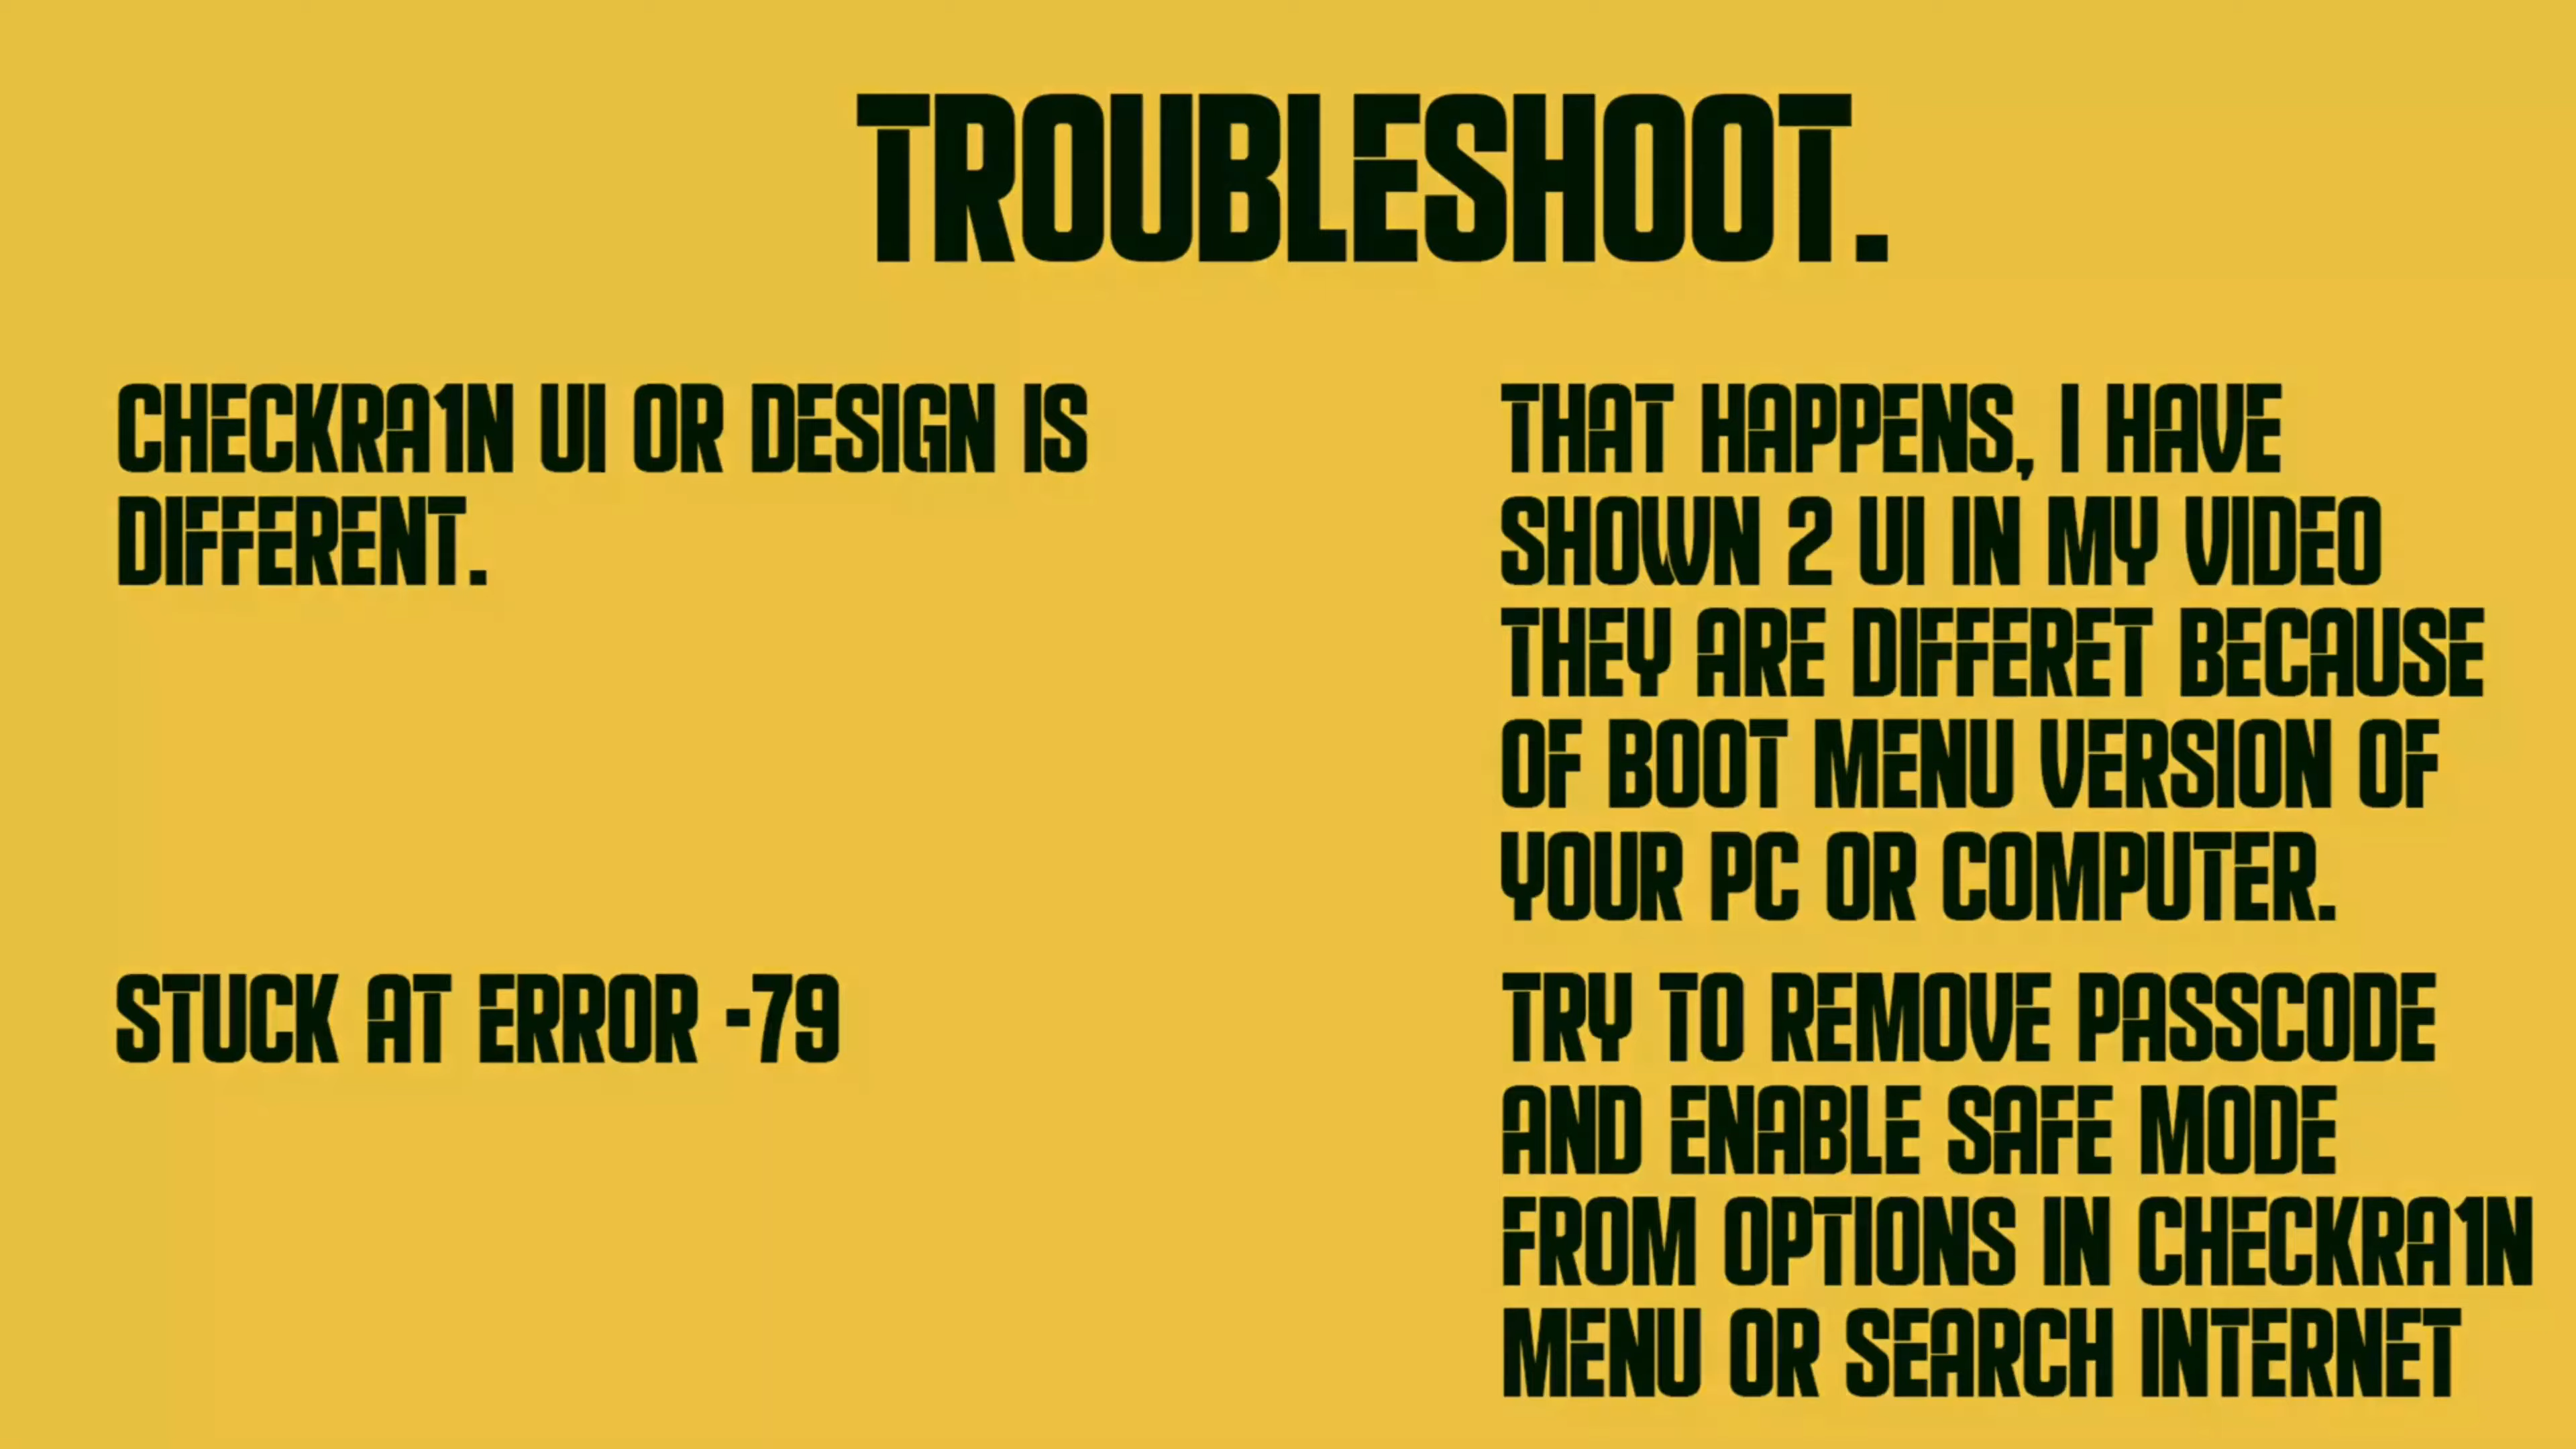 TROUBLESHOOT.
CHECKRA1N UI OR DESIGN IS
DIFFERENT.
THAT HAPPENS, I HAVE
SHOWN 2 UI IN MY VIDEO
THEY ARE DIFFERET BECAUSE
OF BOOT MENU VERSION OF
YOUR PC OR COMPUTER.
STUCK AT ERROR -79
TRY TO REMOVE PASSCODE
AND ENABLE SAFE MODE
FROM OPTIONS IN CHECKRA1N
MENU OR SEARCH INTERNET